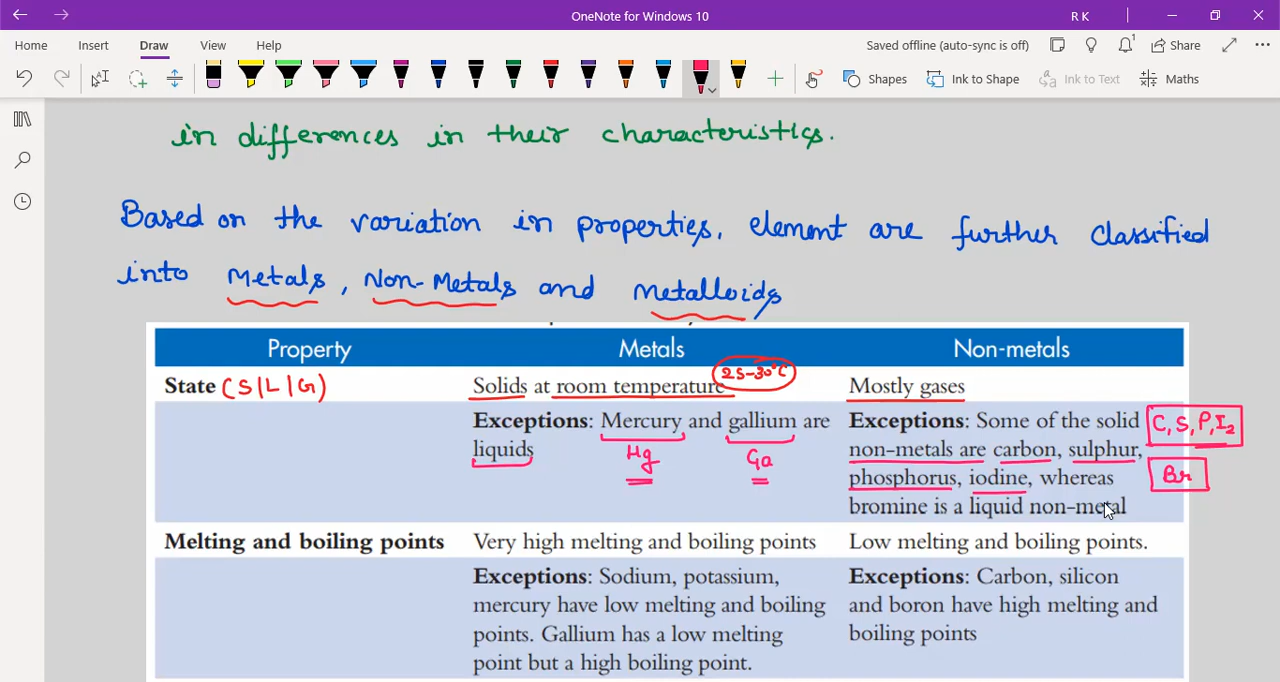 OneNote for Windows 10
R K
Home Insert Draw View Help
Saved offline (auto-sync is off) Share
Shapes Ink to Shape Ink to Text Maths
in differences in their characteristics.
Based on the variation in properties, element are further classified
into Metals, Non-Metals and Metalloids
Property Metals Non-metals
State (S|L|G) Solids at room temperature 25-30°C Mostly gases
Exceptions: Mercury and gallium are Exceptions: Some of the solid C, S, P, I2
liquids Hg Ga non-metals are carbon, sulphur,
phosphorus, iodine, whereas Br
bromine is a liquid non-metal
Melting and boiling points Very high melting and boiling points Low melting and boiling points.
Exceptions: Sodium, potassium, Exceptions: Carbon, silicon
mercury have low melting and boiling and boron have high melting and
points. Gallium has a low melting boiling points
point but a high boiling point.